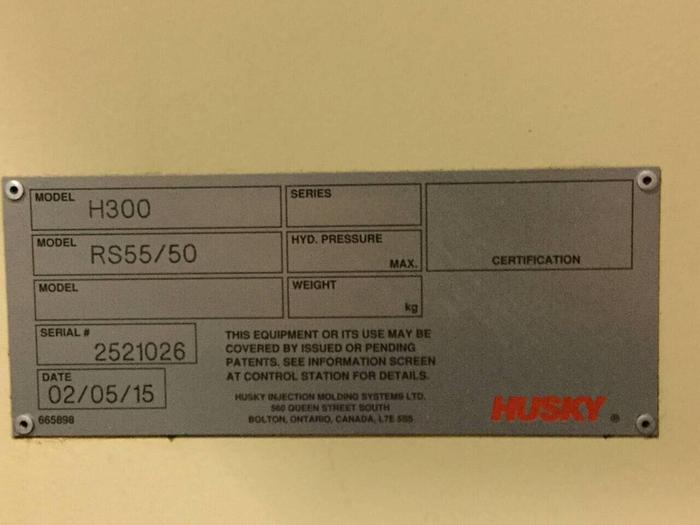 MODEL H300
SERIES
MODEL RS55/50
HYD. PRESSURE
MAX.
CERTIFICATION
MODEL
WEIGHT
kg
SERIAL #
2521026
DATE
02/05/15
665898
THIS EQUIPMENT OR ITS USE MAY BE
COVERED BY ISSUED OR PENDING
PATENTS. SEE INFORMATION SCREEN
AT CONTROL STATION FOR DETAILS.
HUSKY INJECTION MOLDING SYSTEMS LTD.
560 QUEEN STREET SOUTH
BOLTON, ONTARIO, CANADA, L7E 5S5
HUSKY ®